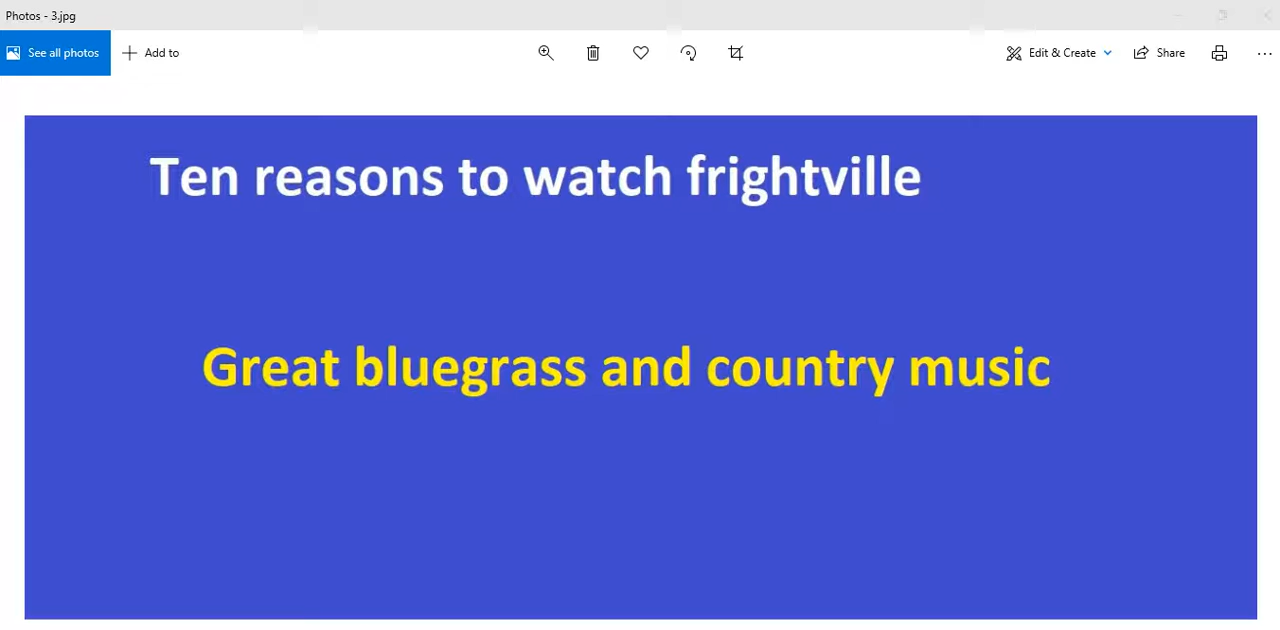 Photos - 3.jpg
See all photos
Add to
Edit & Create
Share
Ten reasons to watch frightville
Great bluegrass and country music